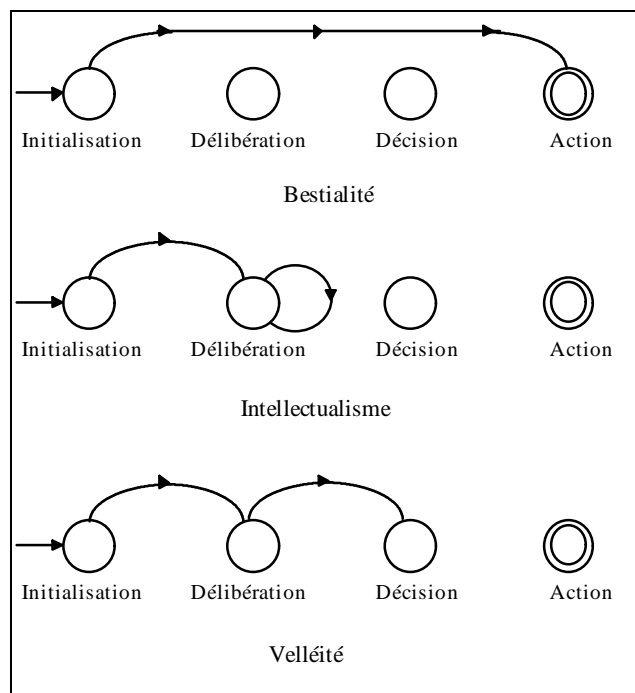 Initialisation Délibération Décision Action
Bestialité
Initialisation Délibération Décision Action
Intellectualisme
Initialisation Délibération Décision Action
Velléité